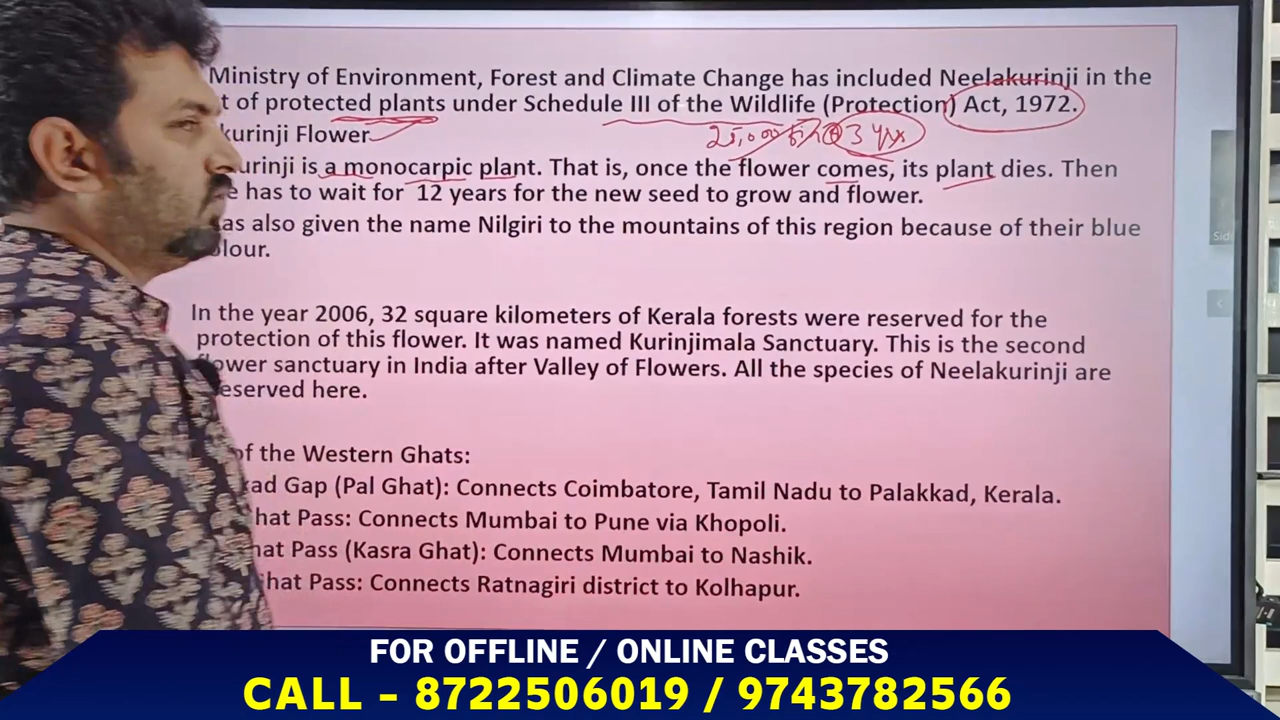 Ministry of Environment, Forest and Climate Change has included Neelakurinji in the
t of protected plants under Schedule III of the Wildlife (Protection) Act, 1972.
kurinji Flower
25,000 3 yrs
urinji is a monocarpic plant. That is, once the flower comes, its plant dies. Then
e has to wait for 12 years for the new seed to grow and flower.
as also given the name Nilgiri to the mountains of this region because of their blue
lour.
In the year 2006, 32 square kilometers of Kerala forests were reserved for the
protection of this flower. It was named Kurinjimala Sanctuary. This is the second
ower sanctuary in India after Valley of Flowers. All the species of Neelakurinji are
eserved here.
of the Western Ghats:
kad Gap (Pal Ghat): Connects Coimbatore, Tamil Nadu to Palakkad, Kerala.
hat Pass: Connects Mumbai to Pune via Khopoli.
hat Pass (Kasra Ghat): Connects Mumbai to Nashik.
hat Pass: Connects Ratnagiri district to Kolhapur.
FOR OFFLINE / ONLINE CLASSES
CALL - 8722506019 / 9743782566